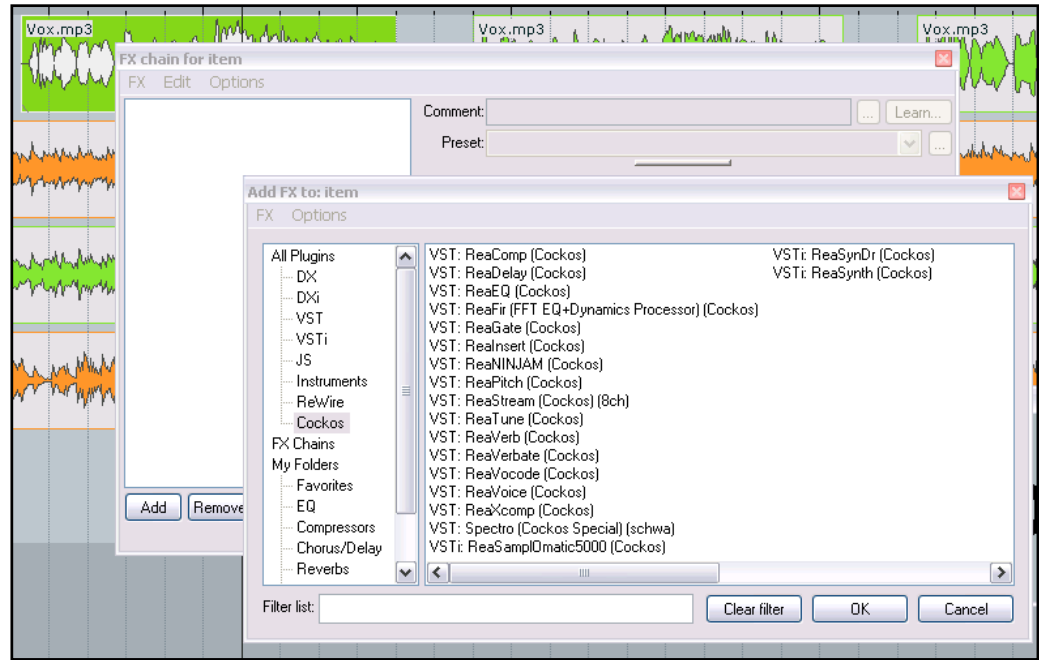 Vox.mp3
Vox.mp3
Vox.mp3
FX chain for item
FX Edit Options
Comment:
...
Learn...
Preset:
...
Add FX to: item
FX Options
All Plugins
DX
DXi
VST
VSTi
JS
Instruments
ReWire
Cockos
FX Chains
My Folders
Favorites
EQ
Compressors
Chorus/Delay
Reverbs
VST: ReaComp (Cockos)
VST: ReaDelay (Cockos)
VST: ReaEQ (Cockos)
VST: ReaFir (FFT EQ+Dynamics Processor) (Cockos)
VST: ReaGate (Cockos)
VST: ReaInsert (Cockos)
VST: ReaNINJAM (Cockos)
VST: ReaPitch (Cockos)
VST: ReaStream (Cockos) (8ch)
VST: ReaTune (Cockos)
VST: ReaVerb (Cockos)
VST: ReaVerbate (Cockos)
VST: ReaVocode (Cockos)
VST: ReaVoice (Cockos)
VST: ReaXcomp (Cockos)
VST: Spectro (Cockos Special) (schwa)
VSTi: ReaSamplOmatic5000 (Cockos)
VSTi: ReaSynDr (Cockos)
VSTi: ReaSynth (Cockos)
Add
Remove
Filter list:
Clear filter
OK
Cancel